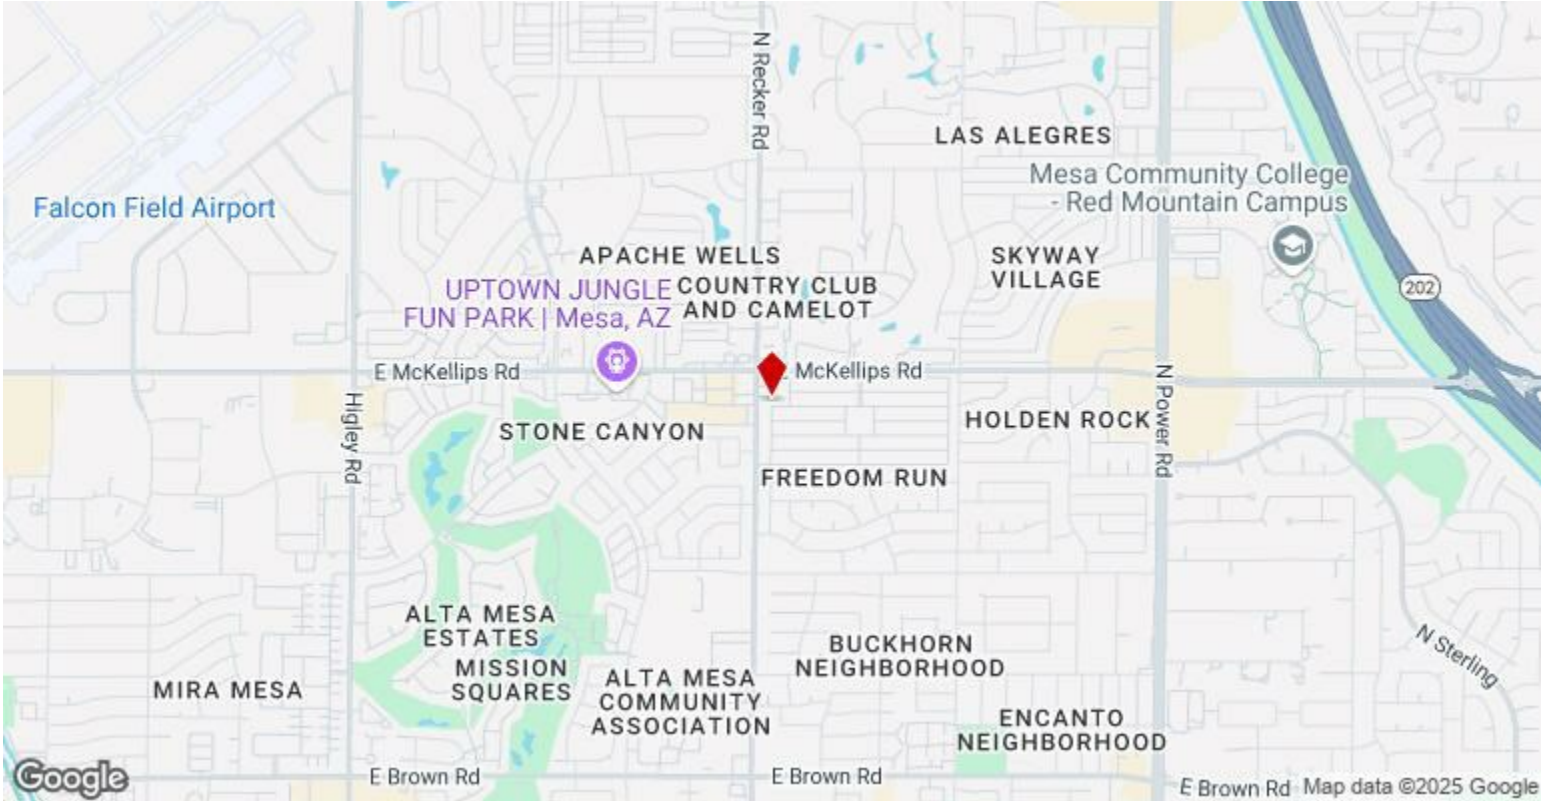 N Recker Rd
LAS ALEGRES
Mesa Community College
- Red Mountain Campus
Falcon Field Airport
APACHE WELLS
COUNTRY CLUB
AND CAMELOT
SKYWAY
VILLAGE
UPTOWN JUNGLE
FUN PARK | Mesa, AZ
202
E McKellips Rd
McKellips Rd
Higley Rd
N Power Rd
STONE CANYON
HOLDEN ROCK
FREEDOM RUN
ALTA MESA
ESTATES
MISSION
SQUARES
BUCKHORN
NEIGHBORHOOD
N Sterling
MIRA MESA
ALTA MESA
COMMUNITY
ASSOCIATION
ENCANTO
NEIGHBORHOOD
Google
E Brown Rd
E Brown Rd
E Brown Rd
Map data ©2025 Google